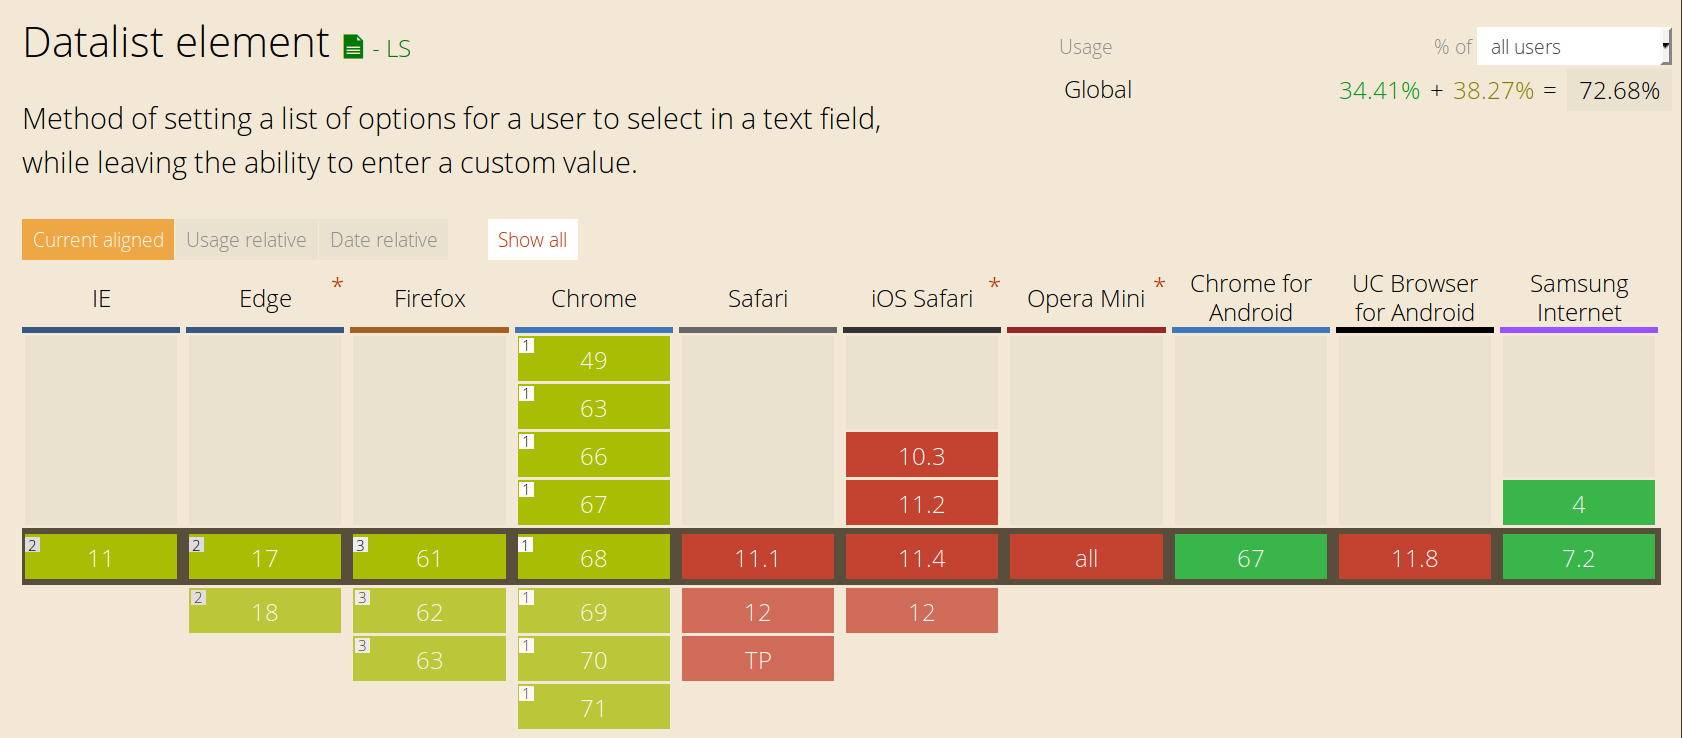 Datalist element - LS
Usage % of all users
Global 34.41% + 38.27% = 72.68%
Method of setting a list of options for a user to select in a text field,
while leaving the ability to enter a custom value.
Current aligned Usage relative Date relative Show all
IE Edge * Firefox Chrome Safari iOS Safari * Opera Mini * Chrome for Android UC Browser for Android Samsung Internet
1 49
1 63
1 66 10.3
1 67 11.2 4
2 11 2 17 3 61 1 68 11.1 11.4 all 67 11.8 7.2
2 18 3 62 1 69 12 12
3 63 1 70 TP
1 71